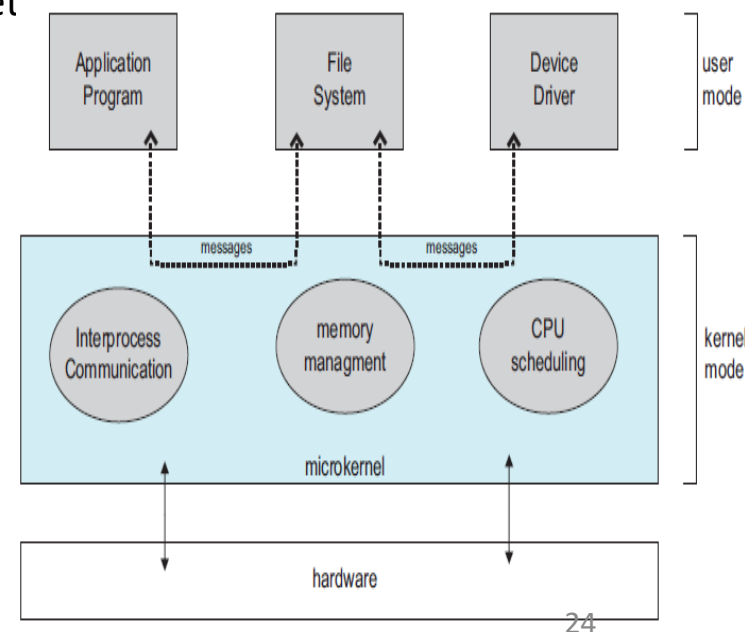 Application
Program
File
System
Device
Driver
user
mode
messages
messages
Interprocess
Communication
memory
managment
CPU
scheduling
kernel
mode
microkernel
hardware
24